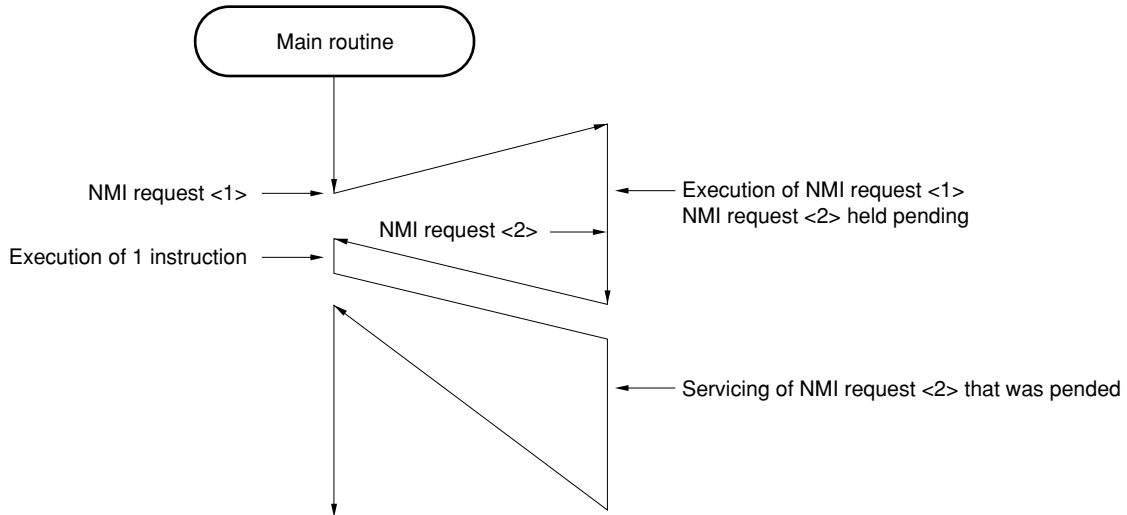 Main routine
NMI request <1>
Execution of NMI request <1>
NMI request <2> held pending
NMI request <2>
Execution of 1 instruction
Servicing of NMI request <2> that was pended